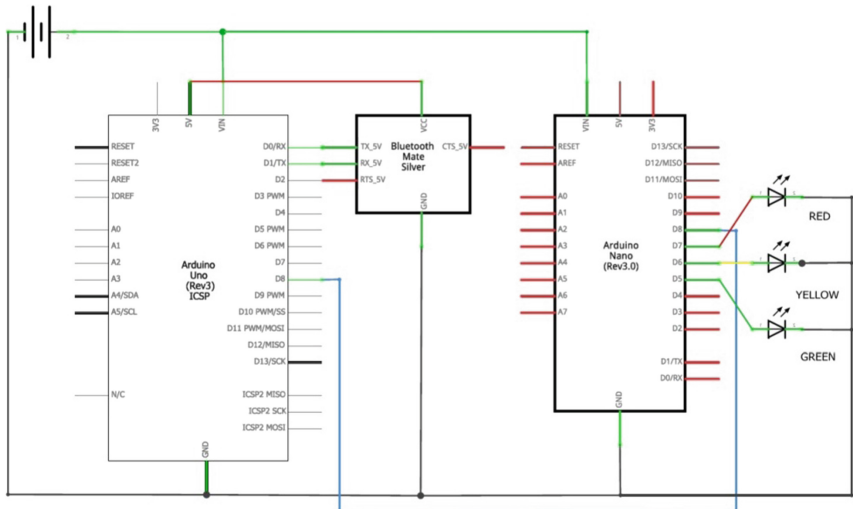 1
2
3V3
5V
VIN
RESET
RESET2
AREF
IOREF
A0
A1
A2
A3
A4/SDA
A5/SCL
N/C
Arduino
Uno
(Rev3)
ICSP
D0/RX
D1/TX
D2
D3 PWM
D4
D5 PWM
D6 PWM
D7
D8
D9 PWM
D10 PWM/SS
D11 PWM/MOSI
D12/MISO
D13/SCK
ICSP2 MISO
ICSP2 SCK
ICSP2 MOSI
GND
VCC
TX_5V
RX_5V
RTS_5V
Bluetooth
Mate
Silver
CTS_5V
GND
VIN
5V
3V3
RESET
AREF
A0
A1
A2
A3
A4
A5
A6
A7
Arduino
Nano
(Rev3.0)
D13/SCK
D12/MISO
D11/MOSI
D10
D9
D8
D7
D6
D5
D4
D3
D2
D1/TX
D0/RX
GND
RED
YELLOW
GREEN